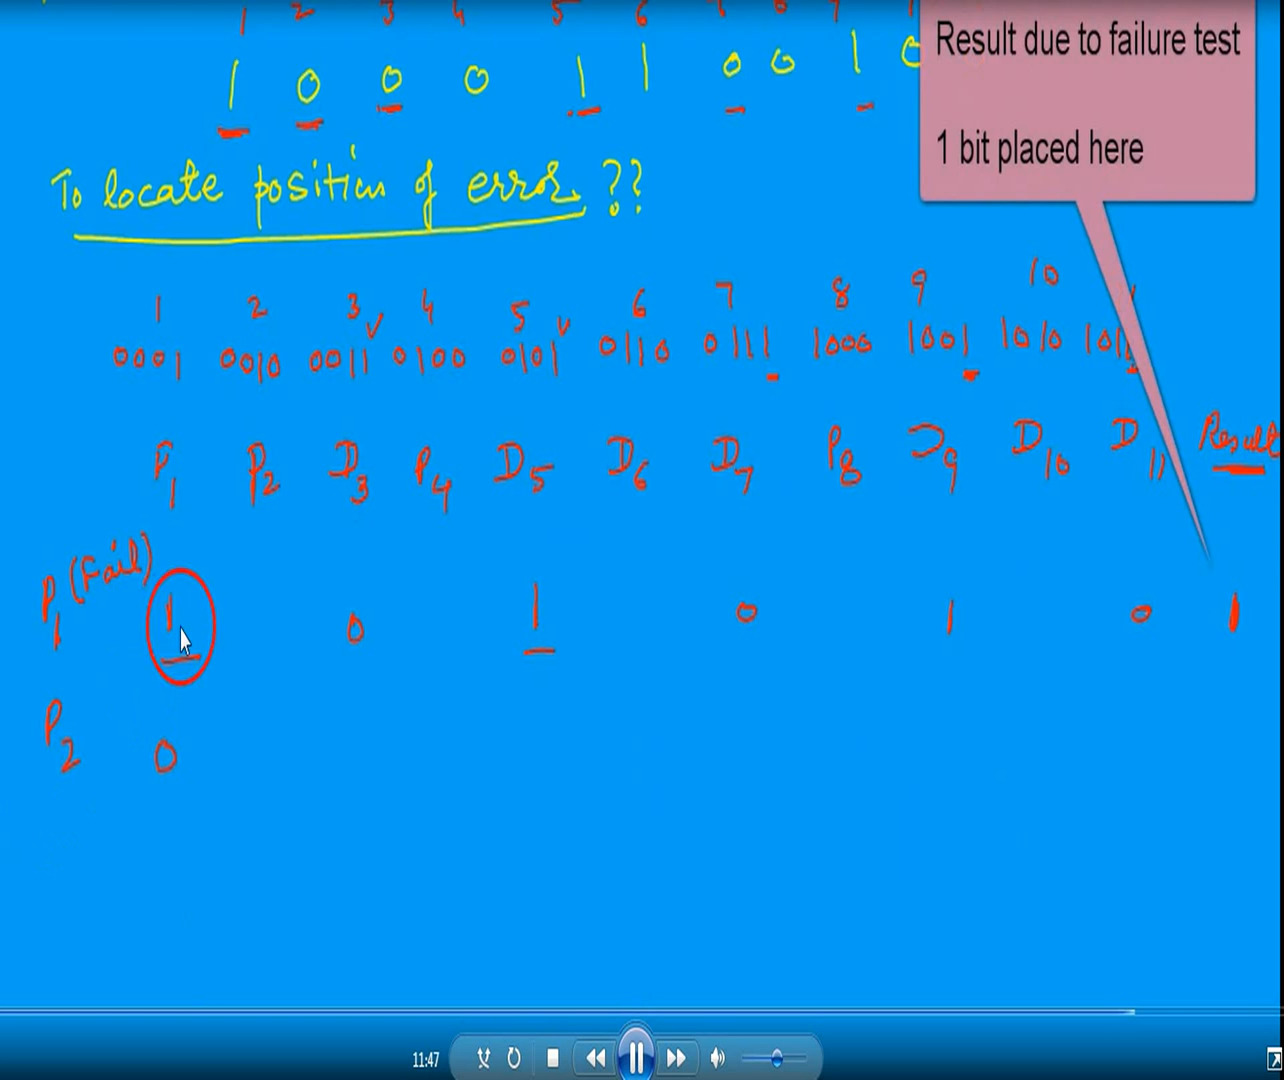 1 2 3 4 5 6
1 0 0 0 1 1 0 0 1 0
Result due to failure test
1 bit placed here
To locate position of error ??
1 2 3 4 5 6 7 8 9 10
0001 0010 0011 0100 0101 0110 0111 1000 1001 1010 1011
P1 P2 D3 P4 D5 D6 D7 P8 D9 D10 D11 Result
P1 (Fail) 1 0 1 0 1 0 1
P2 0
11:47